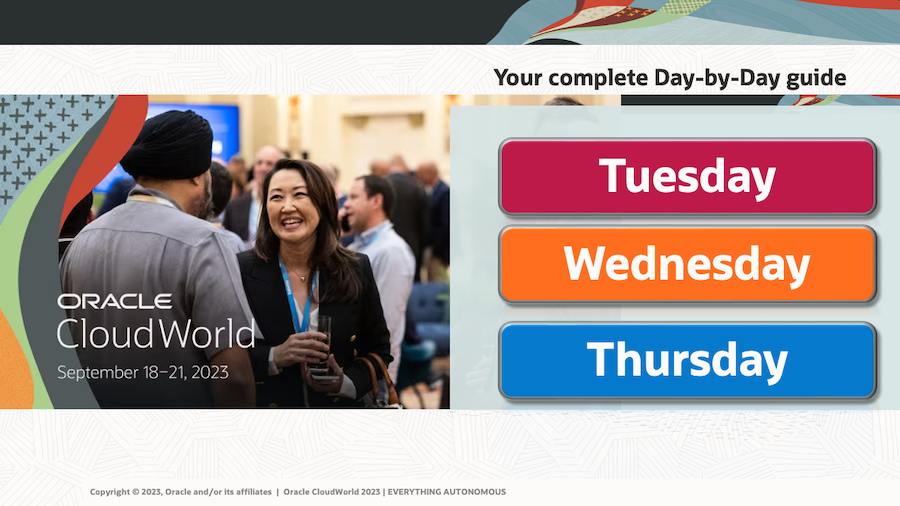 Your complete Day-by-Day guide
Tuesday
Wednesday
Thursday
ORACLE
CloudWorld
September 18–21, 2023
Copyright © 2023, Oracle and/or its affiliates | Oracle CloudWorld 2023 | EVERYTHING AUTONOMOUS